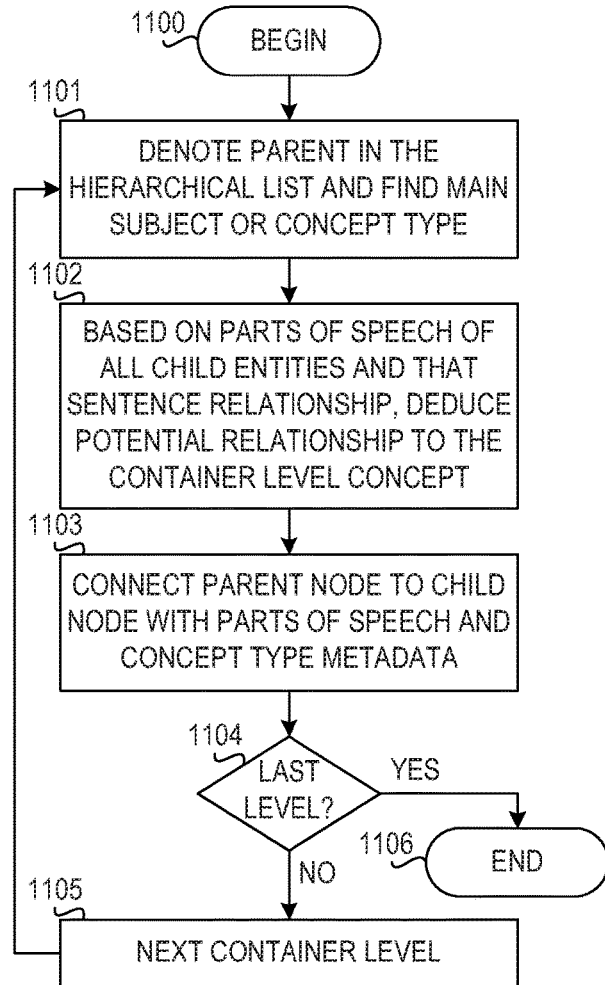 1100
BEGIN
1101
DENOTE PARENT IN THE
HIERARCHICAL LIST AND FIND MAIN
SUBJECT OR CONCEPT TYPE
1102
BASED ON PARTS OF SPEECH OF
ALL CHILD ENTITIES AND THAT
SENTENCE RELATIONSHIP, DEDUCE
POTENTIAL RELATIONSHIP TO THE
CONTAINER LEVEL CONCEPT
1103
CONNECT PARENT NODE TO CHILD
NODE WITH PARTS OF SPEECH AND
CONCEPT TYPE METADATA
1104
LAST
LEVEL?
YES
1106
END
NO
1105
NEXT CONTAINER LEVEL